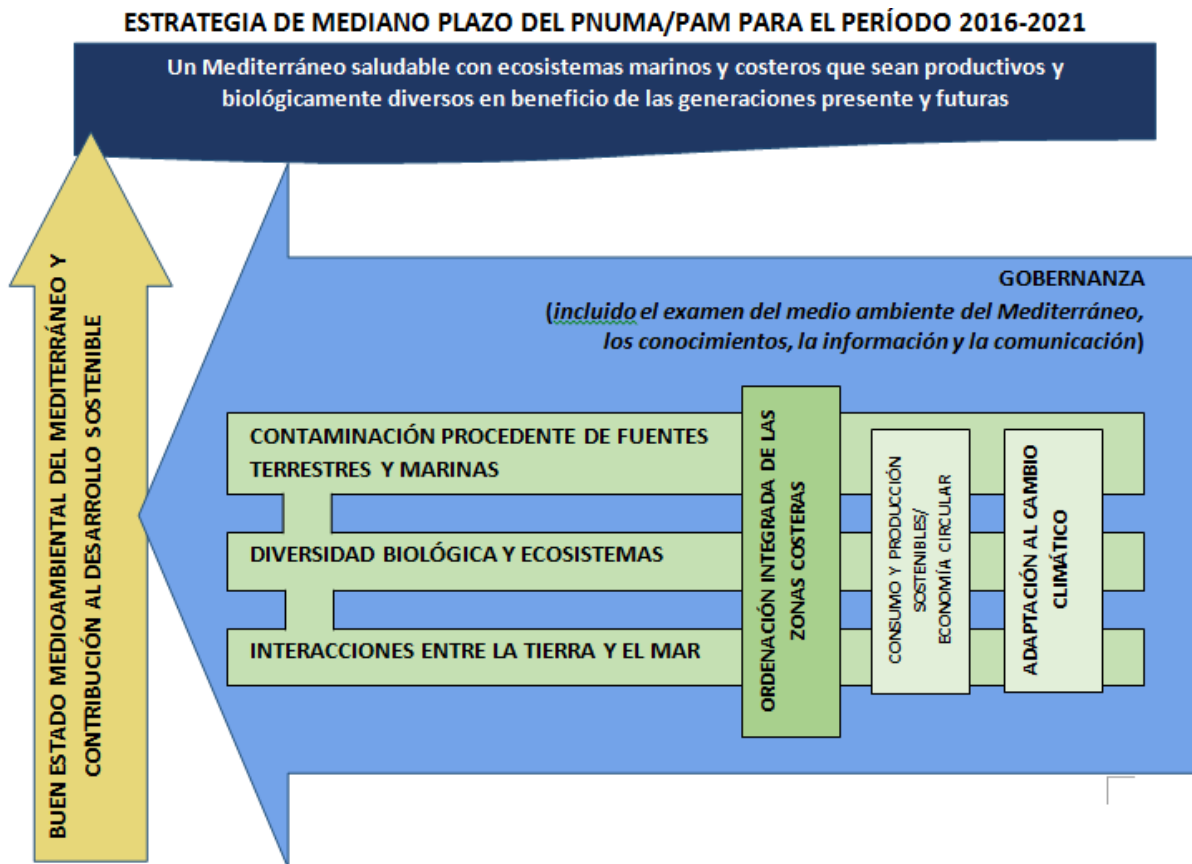 ESTRATEGIA DE MEDIANO PLAZO DEL PNUMA/PAM PARA EL PERÍODO 2016-2021
Un Mediterráneo saludable con ecosistemas marinos y costeros que sean productivos y
biológicamente diversos en beneficio de las generaciones presente y futuras
BUEN ESTADO MEDIOAMBIENTAL DEL MEDITERRÁNEO Y
CONTRIBUCIÓN AL DESARROLLO SOSTENIBLE
GOBERNANZA
(incluido el examen del medio ambiente del Mediterráneo,
los conocimientos, la información y la comunicación)
CONTAMINACIÓN PROCEDENTE DE FUENTES
TERRESTRES Y MARINAS
DIVERSIDAD BIOLÓGICA Y ECOSISTEMAS
INTERACCIONES ENTRE LA TIERRA Y EL MAR
ORDENACIÓN INTEGRADA DE LAS
ZONAS COSTERAS
CONSUMO Y PRODUCCIÓN
SOSTENIBLES/
ECONOMÍA CIRCULAR
ADAPTACIÓN AL CAMBIO
CLIMÁTICO